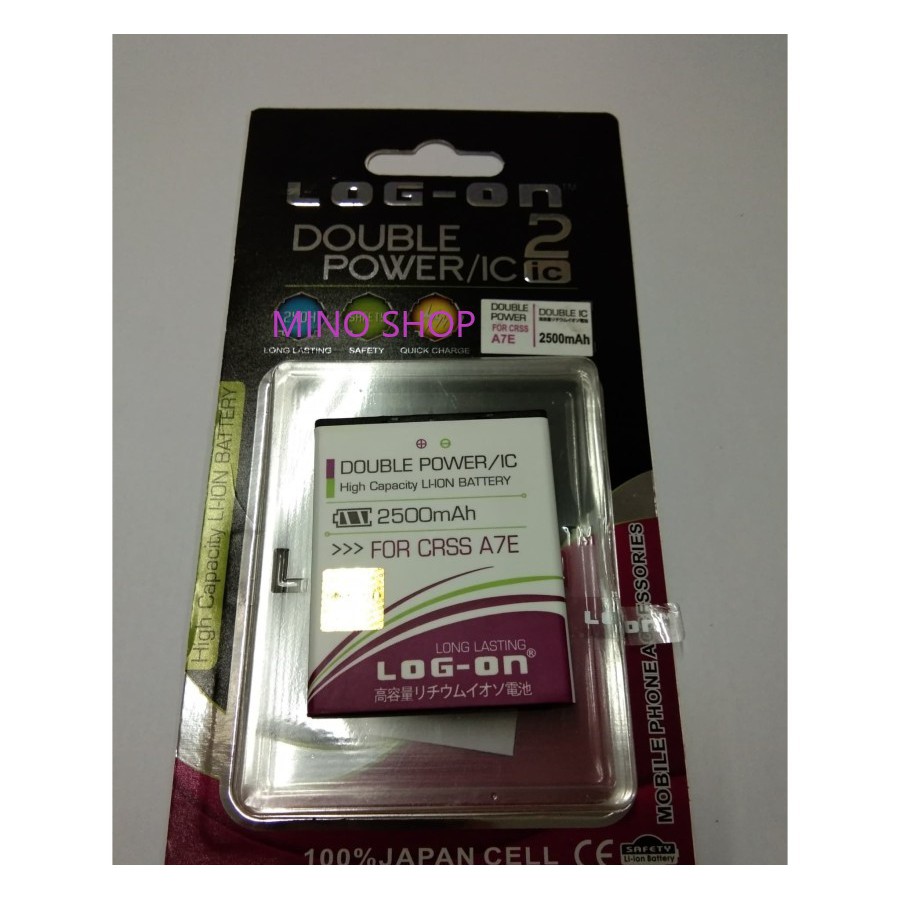 LOG-ON™
DOUBLE
POWER/IC
2
ic
MINO SHOP
LONG LASTING
SAFETY
QUICK CHARGE
DOUBLE
POWER
FOR CRSS
A7E
DOUBLE IC
2500mAh
High Capacity LI-ION BATTERY
DOUBLE POWER/IC
High Capacity LI-ION BATTERY
2500mAh
>>> FOR CRSS A7E
LONG LASTING
LOG-ON®
高容量リチウムイオソ電池
L
MOBILE PHONE
100%JAPAN CELL
CE
SAFETY
Li-ion Battery